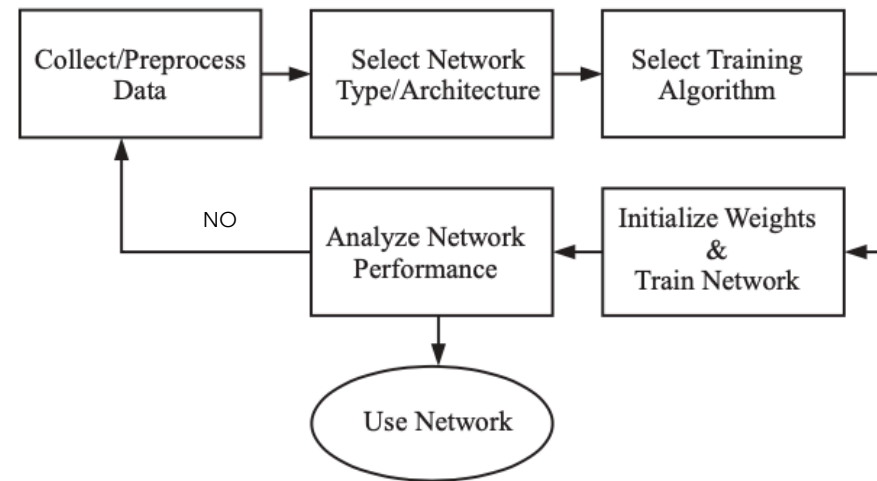 Collect/Preprocess
Data
Select Network
Type/Architecture
Select Training
Algorithm
Initialize Weights
&
Train Network
Analyze Network
Performance
NO
Use Network